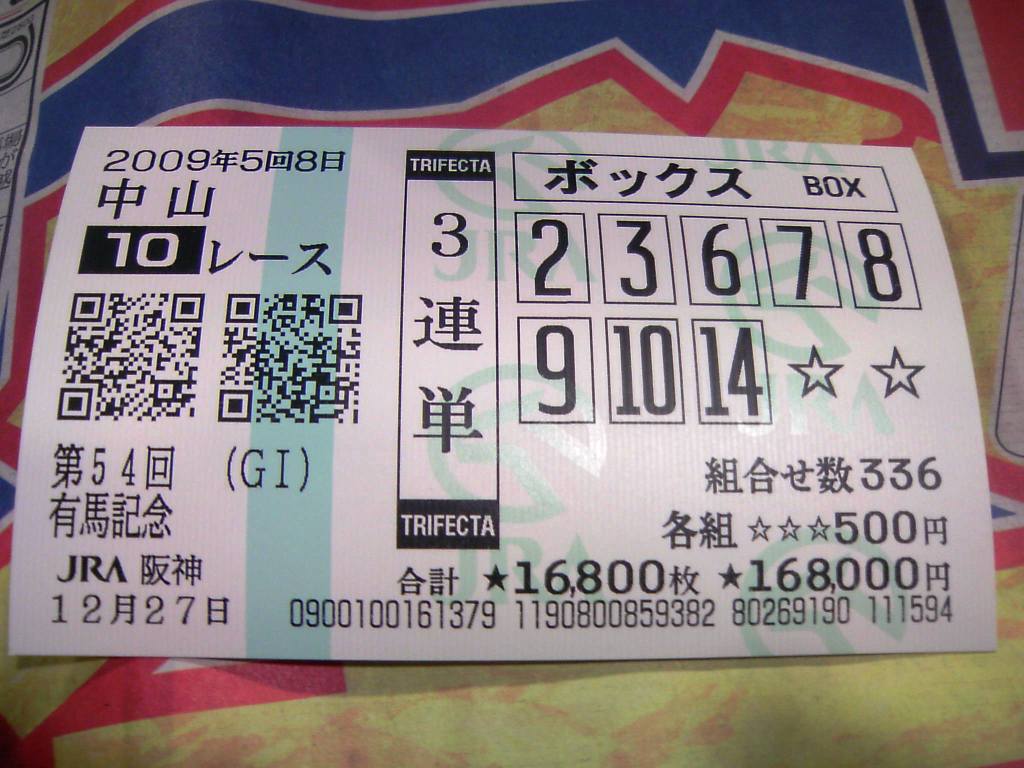 2009年5回8日
中山
10レース
第54回 (GI)
有馬記念
JRA 阪神
12月27日
TRIFECTA
3連単
TRIFECTA
ボックス BOX
2 3 6 7 8
9 10 14 ☆ ☆
組合せ数336
各組 ☆☆☆500円
合計 ★16,800枚 ★168,000円
0900100161379 1190800859382 80269190 111594